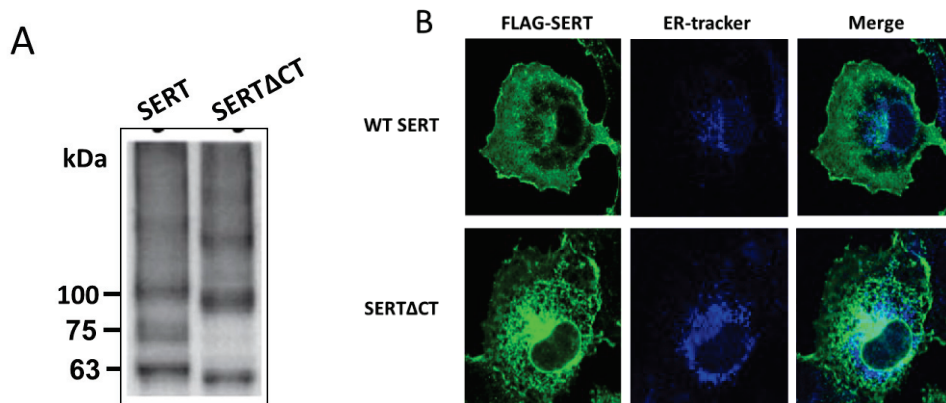 A
SERT
SERTΔCT
kDa
100
75
63
B
FLAG-SERT
ER-tracker
Merge
WT SERT
SERTΔCT